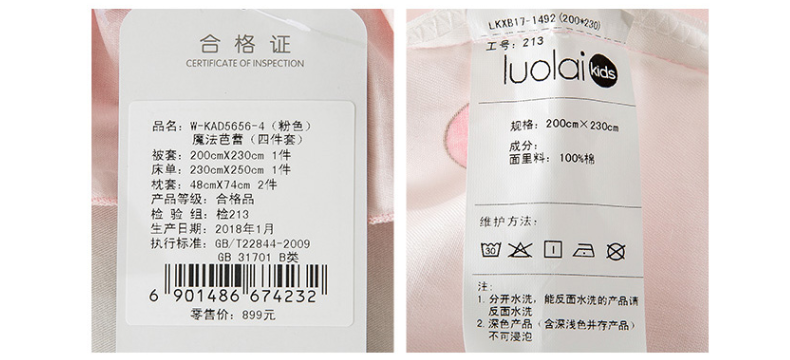 合格证
CERTIFICATE OF INSPECTION
品名：W-KAD5656-4（粉色）
魔法芭蕾（四件套）
被套：200cmX230cm 1件
床单：230cmX250cm 1件
枕套：48cmX74cm 2件
产品等级：合格品
检 验 组：检213
生产日期：2018年1月
执行标准：GB/T22844-2009
GB 31701 B类
6 901486 674232
零售价：899元
LKXB17-1492(200*230)
工号：213
luolai kids
规格：200cm×230cm
成分：
面里料：100%棉
维护方法：
30
注：
1. 分开水洗，能反面水洗的产品请
反面水洗
2. 深色产品（含深浅色并存产品）
不可浸泡